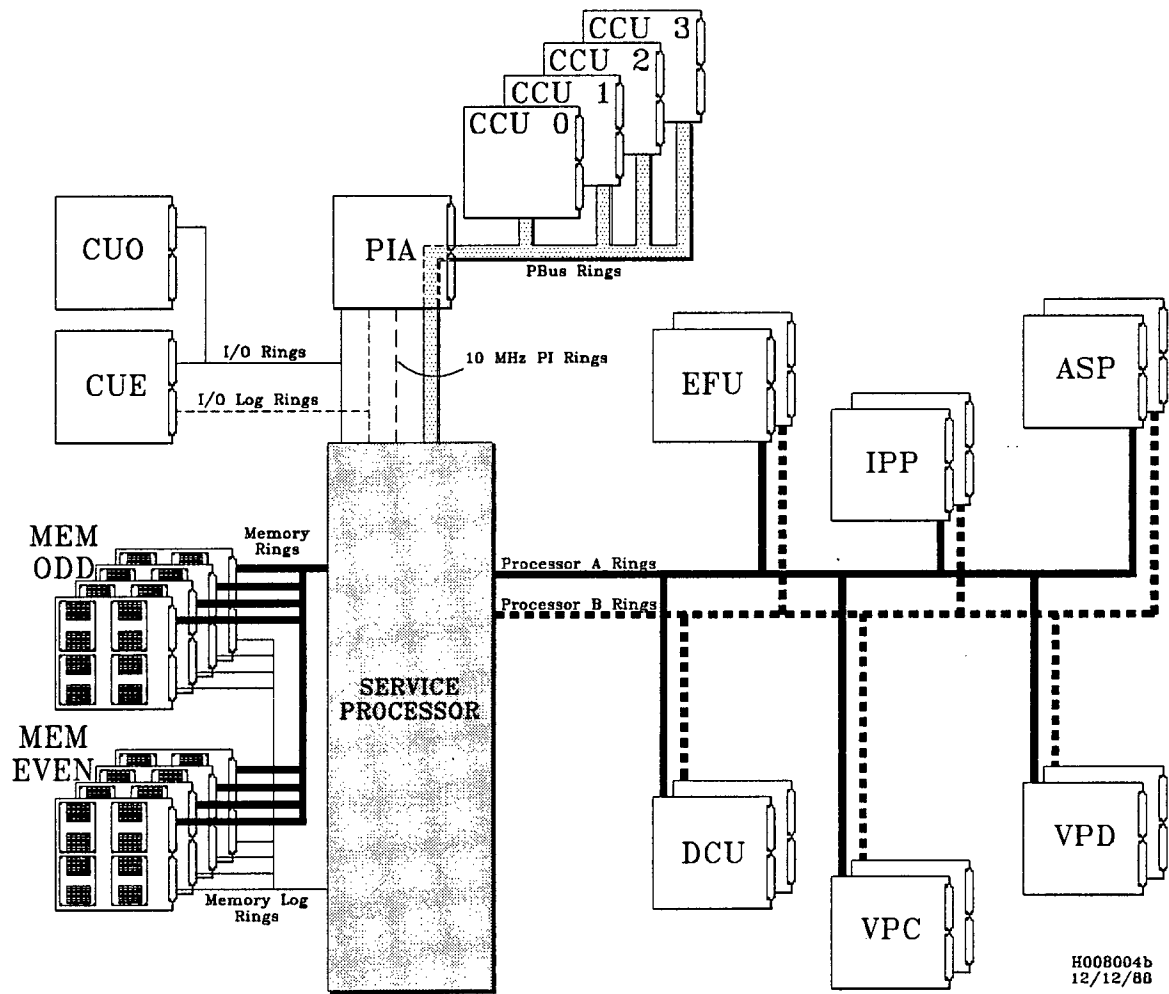 CCU 3
CCU 2
CCU 1
CCU 0
CUO
PIA
PBus Rings
I/O Rings
10 MHz PI Rings
CUE
I/O Log Rings
EFU
ASP
IPP
MEM
ODD
Memory
Rings
Processor A Rings
Processor B Rings
SERVICE
PROCESSOR
MEM
EVEN
DCU
VPD
Memory Log
Rings
VPC
H008004b
12/12/88